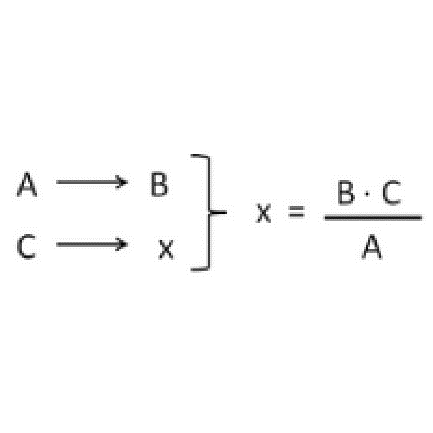 A → B
C → x
x = B · C / A